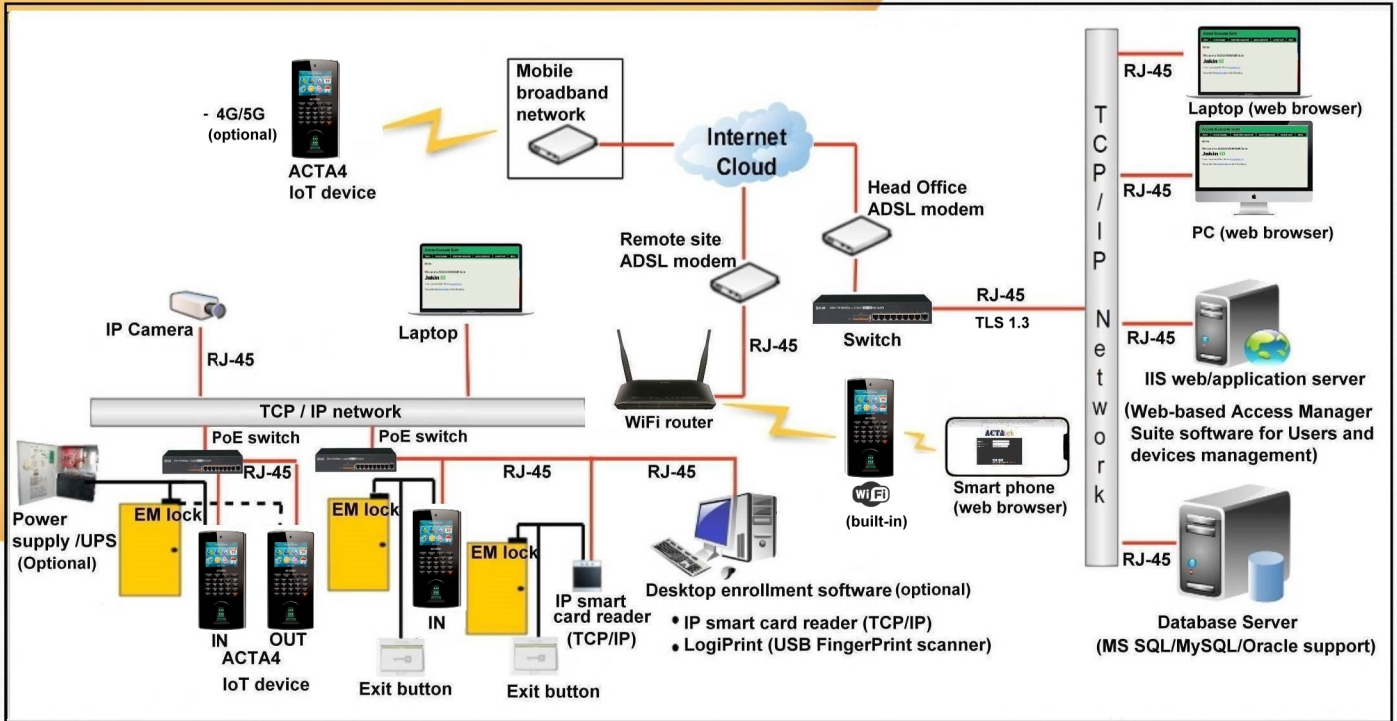 - 4G/5G
(optional)
ACTA4
IoT device
Mobile
broadband
network
Internet
Cloud
Head Office
ADSL modem
Remote site
ADSL modem
RJ-45
Laptop (web browser)
RJ-45
PC (web browser)
TCP/IP Network
RJ-45
TLS 1.3
Switch
RJ-45
IIS web/application server
(Web-based Access Manager
Suite software for Users and
devices management)
RJ-45
Database Server
(MS SQL/MySQL/Oracle support)
IP Camera
RJ-45
Jakin
Laptop
RJ-45
WiFi router
TCP / IP network
PoE switch
PoE switch
RJ-45
RJ-45
RJ-45
WiFi
(built-in)
ACTAtek
Smart phone
(web browser)
Power
supply /UPS
(Optional)
EM lock
EM lock
EM lock
IN
OUT
ACTA4
IoT device
IN
Exit button
Exit button
IP smart
card reader
(TCP/IP)
Desktop enrollment software (optional)
• IP smart card reader (TCP/IP)
• LogiPrint (USB FingerPrint scanner)